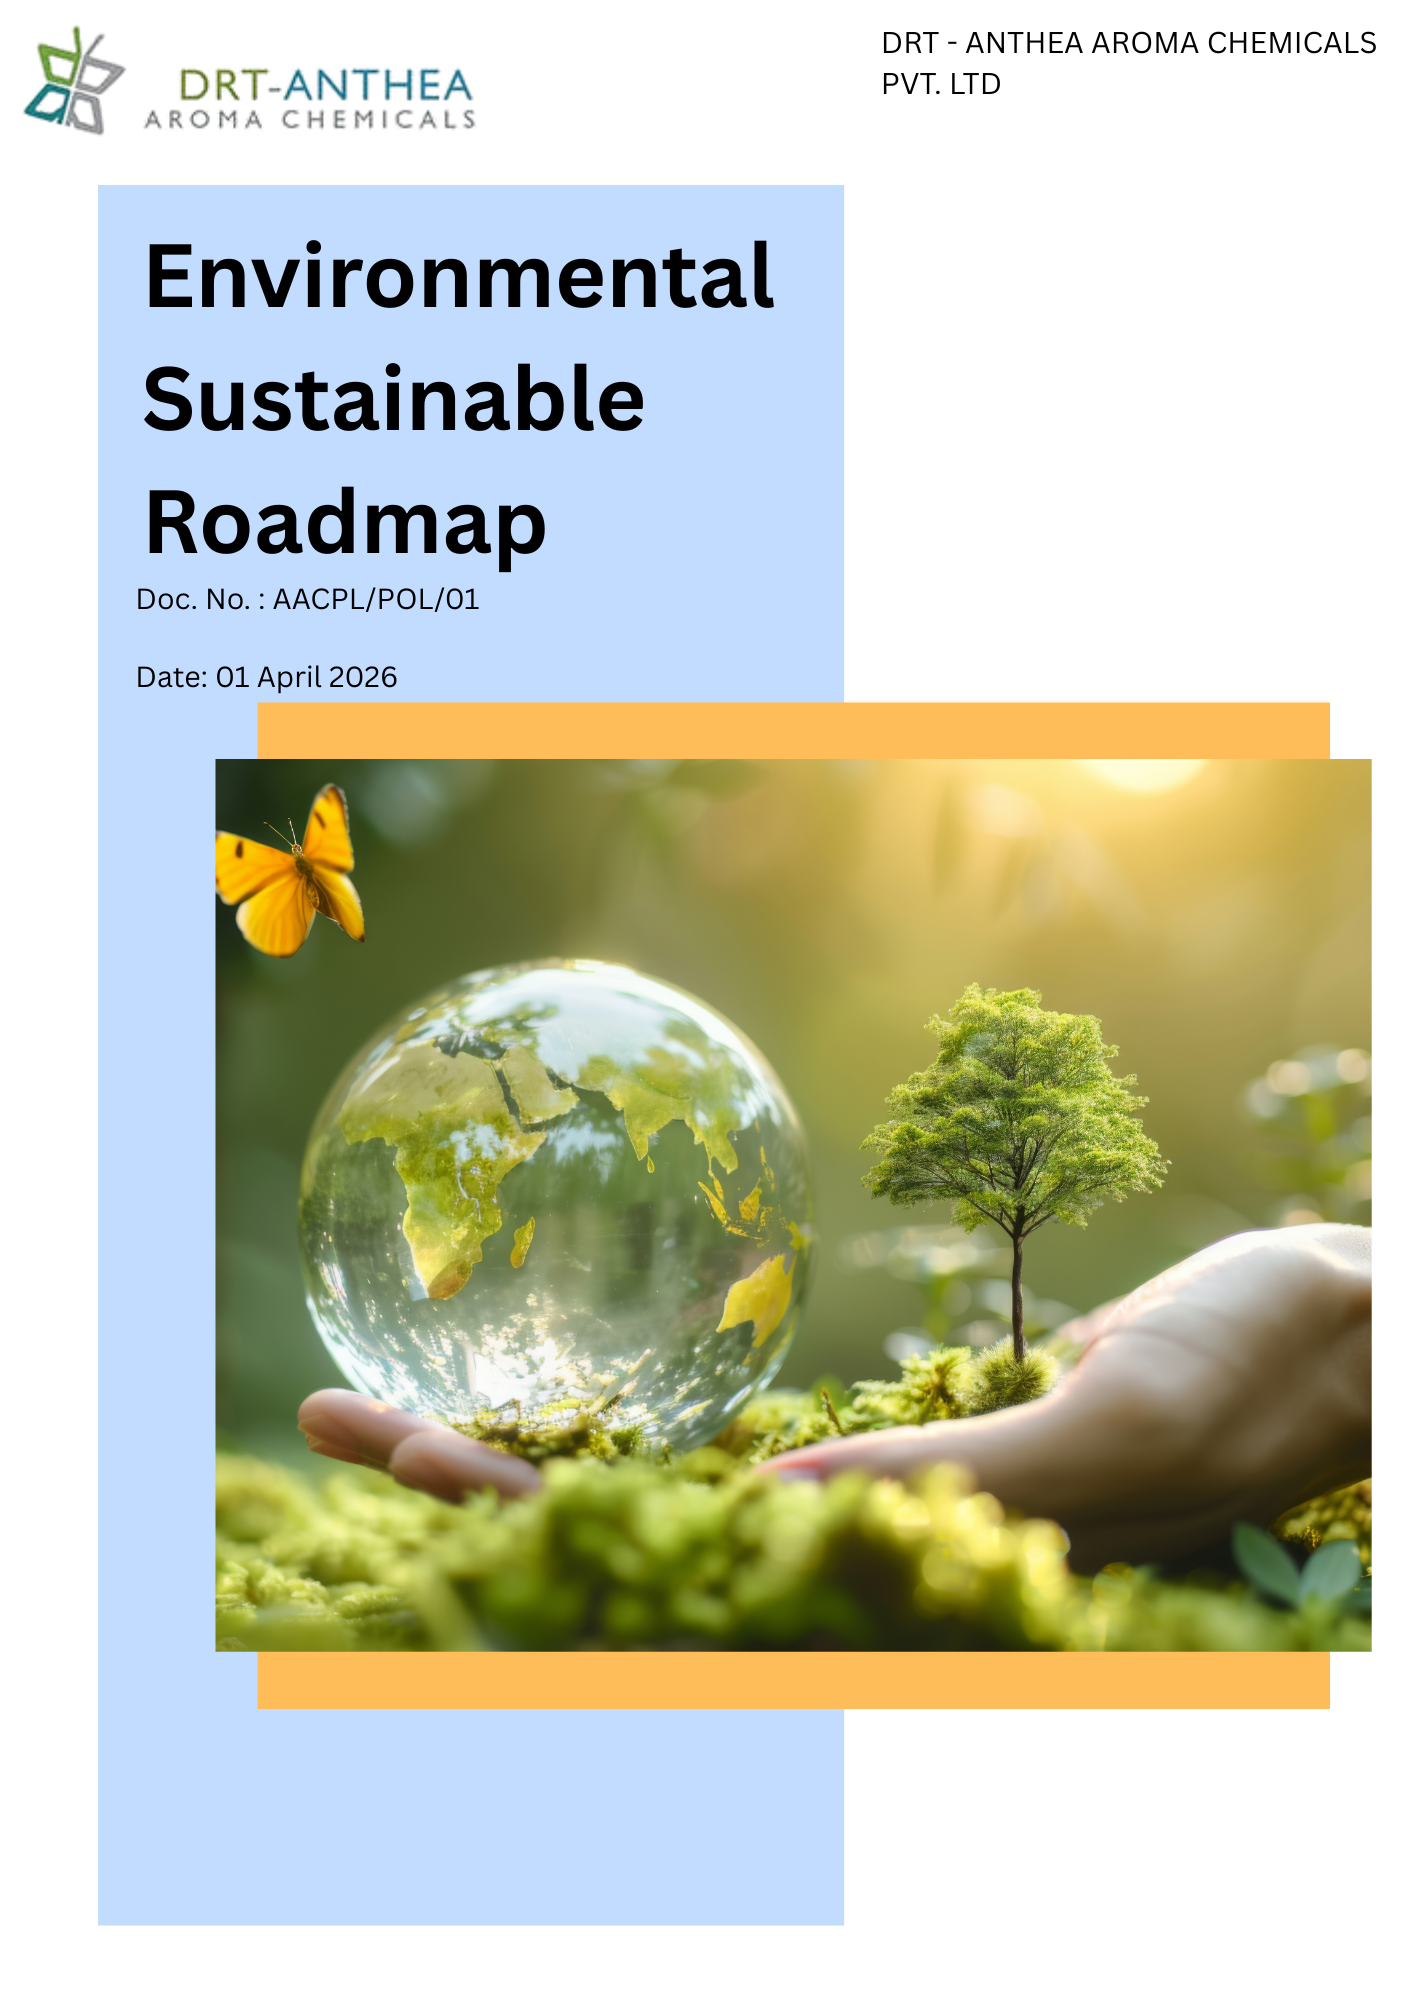 DRT-ANTHEA
AROMA CHEMICALS
DRT - ANTHEA AROMA CHEMICALS
PVT. LTD
Environmental
Sustainable
Roadmap
Doc. No. : AACPL/POL/01
Date: 01 April 2026